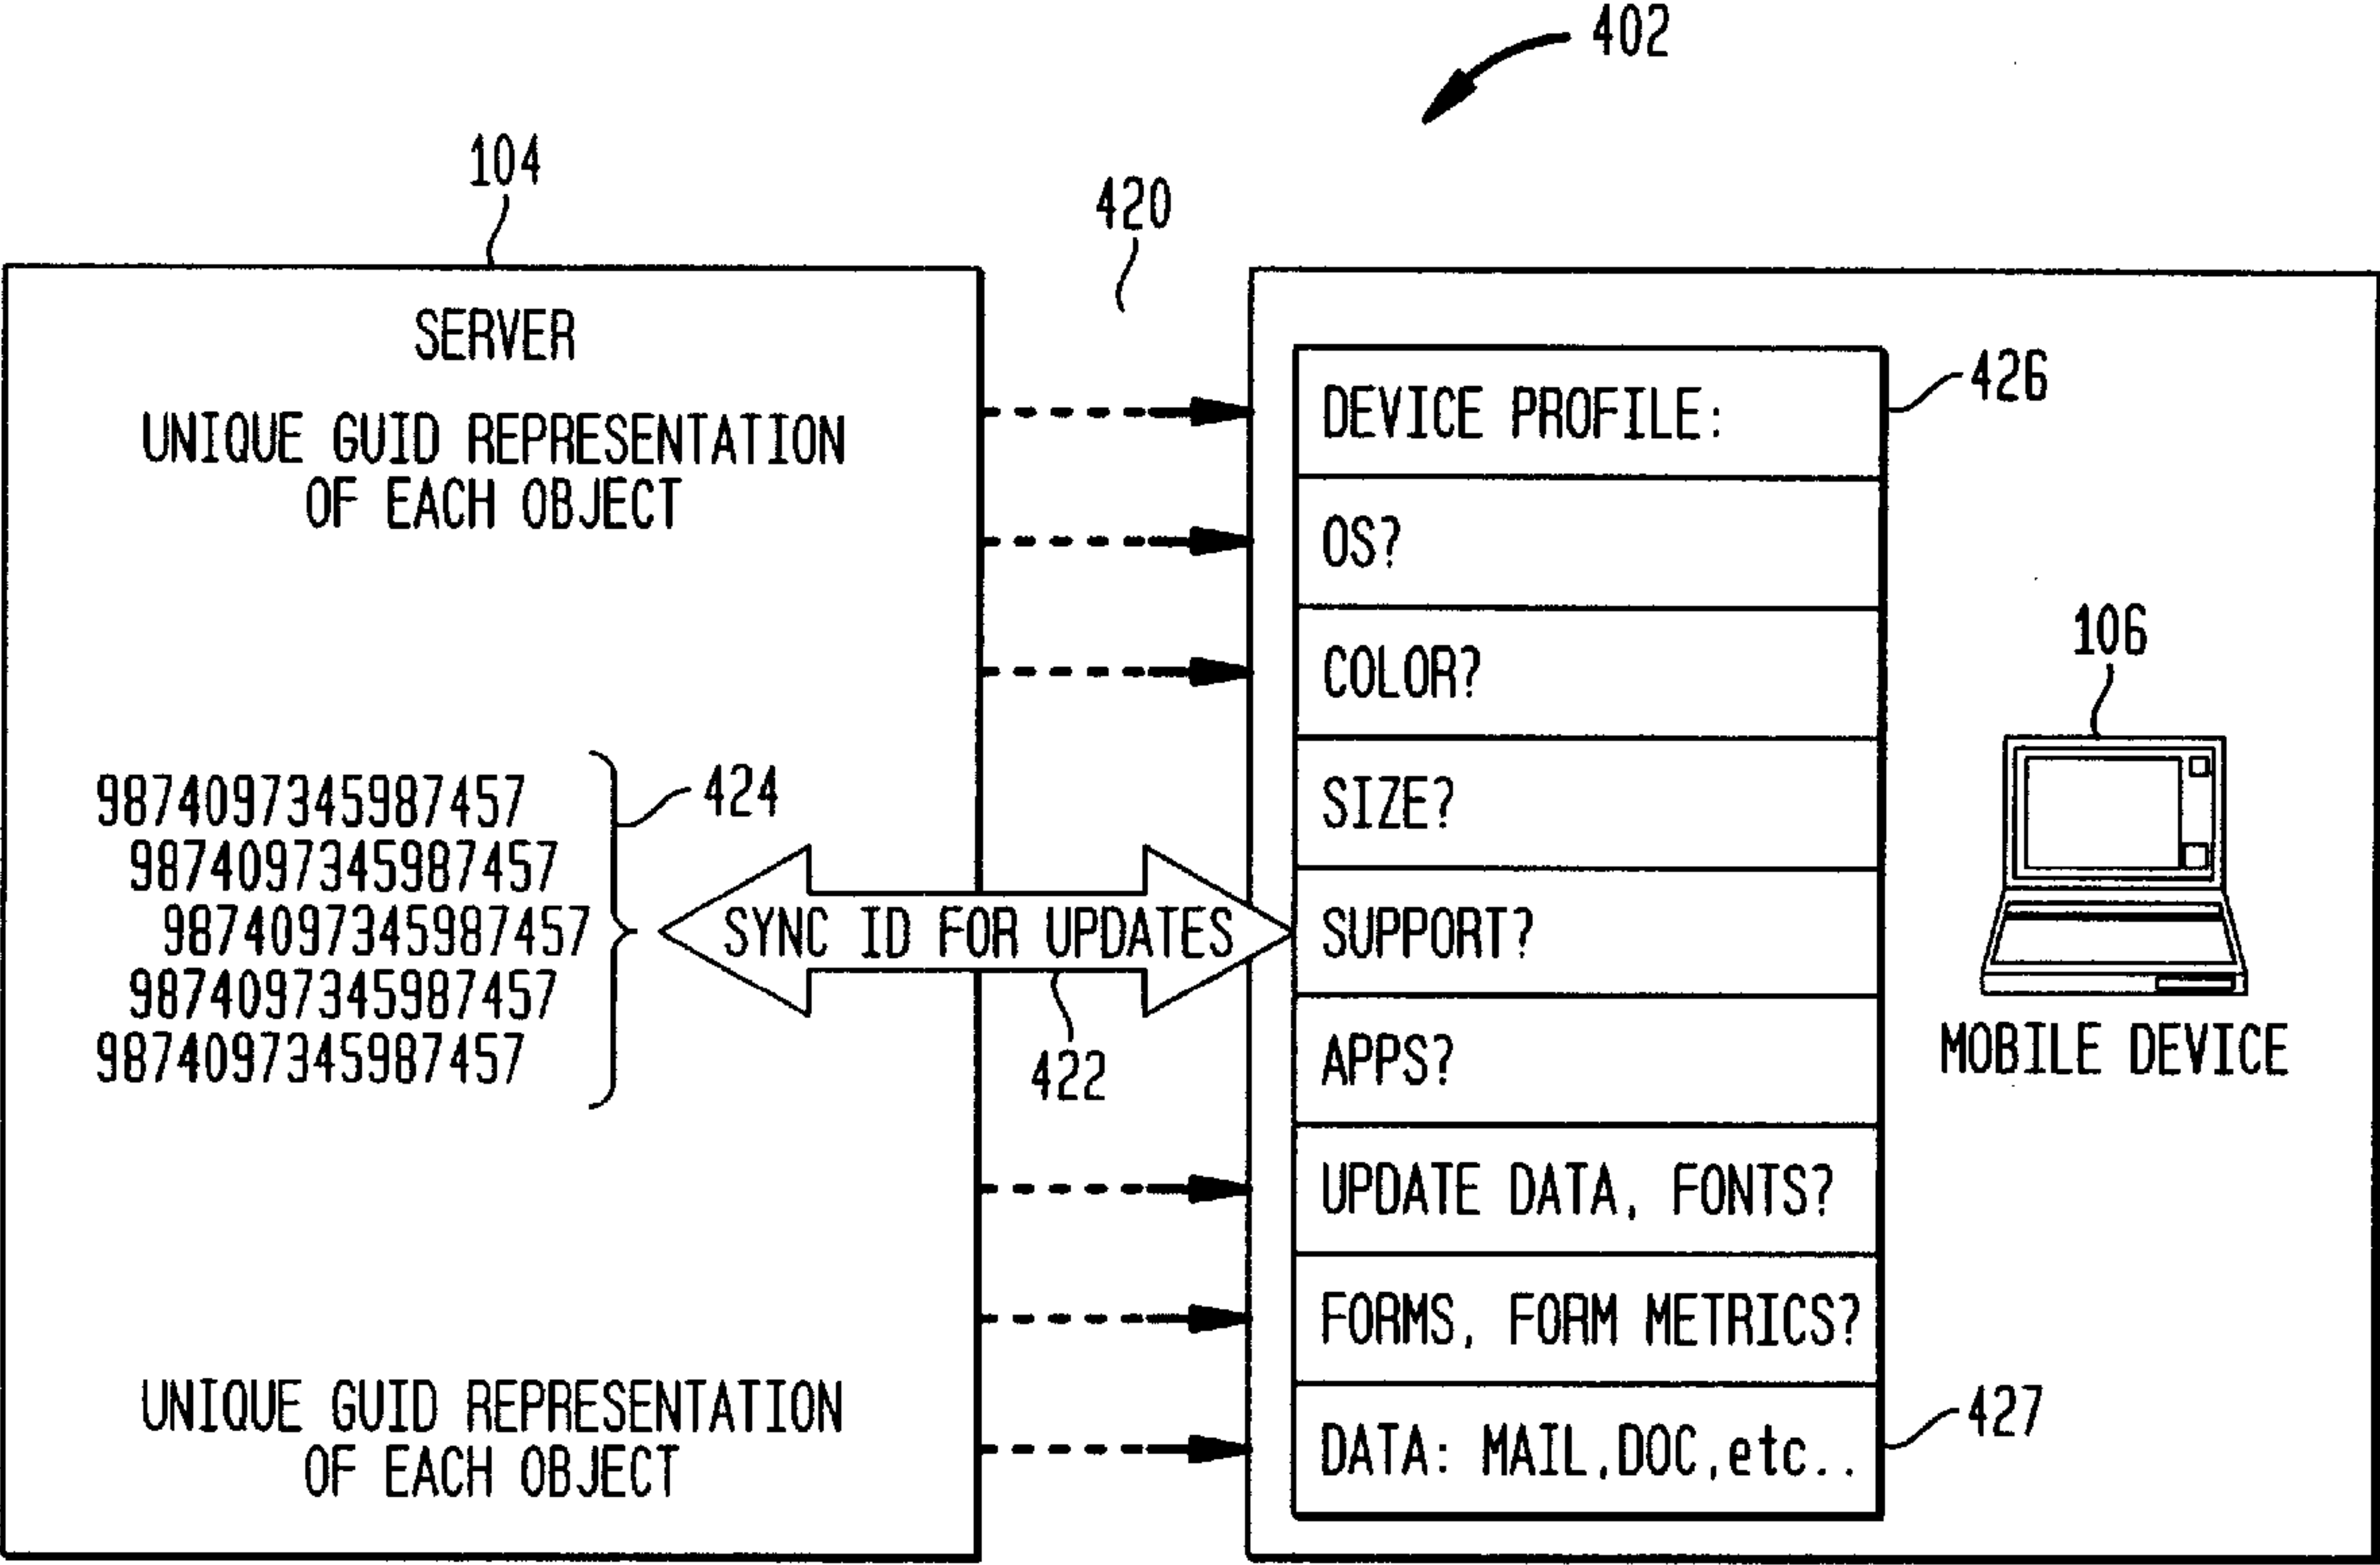 402
104
420
SERVER
UNIQUE GUID REPRESENTATION
OF EACH OBJECT
9874097345987457
9874097345987457
9874097345987457
9874097345987457
9874097345987457
424
SYNC ID FOR UPDATES
422
UNIQUE GUID REPRESENTATION
OF EACH OBJECT
DEVICE PROFILE:
OS?
COLOR?
SIZE?
SUPPORT?
APPS?
UPDATE DATA, FONTS?
FORMS, FORM METRICS?
DATA: MAIL,DOC,etc..
426
106
MOBILE DEVICE
427